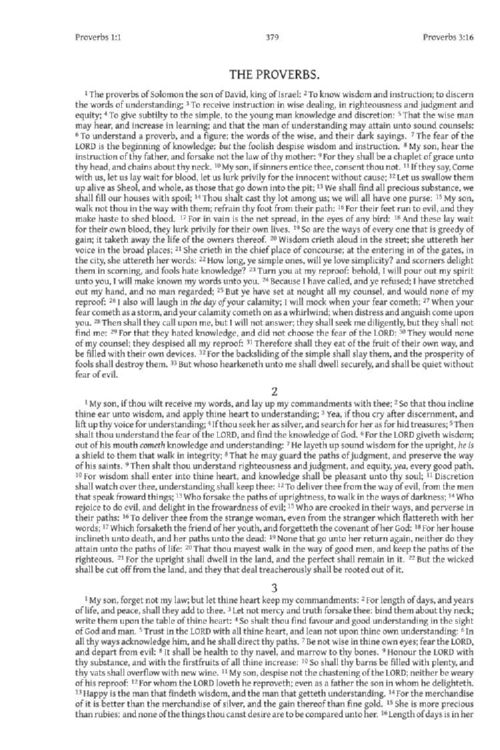 Proverbs 1:1 379 Proverbs 3:16
THE PROVERBS.
1 The proverbs of Solomon the son of David, king of Israel: 2 To know wisdom and instruction; to discern
the words of understanding; 3 To receive instruction in wise dealing, in righteousness and judgment and
equity; 4 To give subtilty to the simple, to the young man knowledge and discretion: 5 That the wise man
may hear, and increase in learning; and that the man of understanding may attain unto sound counsels:
6 To understand a proverb, and a figure; the words of the wise, and their dark sayings. 7 The fear of the
LORD is the beginning of knowledge: but the foolish despise wisdom and instruction. 8 My son, hear the
instruction of thy father, and forsake not the law of thy mother: 9 For they shall be a chaplet of grace unto
thy head, and chains about thy neck. 10 My son, if sinners entice thee, consent thou not. 11 If they say, Come
with us, let us lay wait for blood, let us lurk privily for the innocent without cause; 12 Let us swallow them
up alive as Sheol, and whole, as those that go down into the pit; 13 We shall find all precious substance, we
shall fill our houses with spoil; 14 Thou shalt cast thy lot among us; we will all have one purse: 15 My son,
walk not thou in the way with them; refrain thy foot from their path: 16 For their feet run to evil, and they
make haste to shed blood. 17 For in vain is the net spread, in the eyes of any bird: 18 And these lay wait
for their own blood, they lurk privily for their own lives. 19 So are the ways of every one that is greedy of
gain; it taketh away the life of the owners thereof. 20 Wisdom crieth aloud in the street; she uttereth her
voice in the broad places; 21 She crieth in the chief place of concourse; at the entering in of the gates, in
the city, she uttereth her words: 22 How long, ye simple ones, will ye love simplicity? and scorners delight
them in scorning, and fools hate knowledge? 23 Turn you at my reproof: behold, I will pour out my spirit
unto you, I will make known my words unto you. 24 Because I have called, and ye refused; I have stretched
out my hand, and no man regarded; 25 But ye have set at nought all my counsel, and would none of my
reproof: 26 I also will laugh in the day of your calamity; I will mock when your fear cometh; 27 When your
fear cometh as a storm, and your calamity cometh on as a whirlwind; when distress and anguish come upon
you. 28 Then shall they call upon me, but I will not answer; they shall seek me diligently, but they shall not
find me: 29 For that they hated knowledge, and did not choose the fear of the LORD: 30 They would none
of my counsel; they despised all my reproof: 31 Therefore shall they eat of the fruit of their own way, and
be filled with their own devices. 32 For the backsliding of the simple shall slay them, and the prosperity of
fools shall destroy them. 33 But whoso hearkeneth unto me shall dwell securely, and shall be quiet without
fear of evil.
2
1 My son, if thou wilt receive my words, and lay up my commandments with thee; 2 So that thou incline
thine ear unto wisdom, and apply thine heart to understanding; 3 Yea, if thou cry after discernment, and
lift up thy voice for understanding; 4 If thou seek her as silver, and search for her as for hid treasures; 5 Then
shalt thou understand the fear of the LORD, and find the knowledge of God. 6 For the LORD giveth wisdom;
out of his mouth cometh knowledge and understanding: 7 He layeth up sound wisdom for the upright, he is
a shield to them that walk in integrity; 8 That he may guard the paths of judgment, and preserve the way
of his saints. 9 Then shalt thou understand righteousness and judgment, and equity, yea, every good path.
10 For wisdom shall enter into thine heart, and knowledge shall be pleasant unto thy soul; 11 Discretion
shall watch over thee, understanding shall keep thee: 12 To deliver thee from the way of evil, from the men
that speak froward things; 13 Who forsake the paths of uprightness, to walk in the ways of darkness; 14 Who
rejoice to do evil, and delight in the frowardness of evil; 15 Who are crooked in their ways, and perverse in
their paths: 16 To deliver thee from the strange woman, even from the stranger which flattereth with her
words; 17 Which forsaketh the friend of her youth, and forgetteth the covenant of her God: 18 For her house
inclineth unto death, and her paths unto the dead: 19 None that go unto her return again, neither do they
attain unto the paths of life: 20 That thou mayest walk in the way of good men, and keep the paths of the
righteous. 21 For the upright shall dwell in the land, and the perfect shall remain in it. 22 But the wicked
shall be cut off from the land, and they that deal treacherously shall be rooted out of it.
3
1 My son, forget not my law; but let thine heart keep my commandments: 2 For length of days, and years
of life, and peace, shall they add to thee. 3 Let not mercy and truth forsake thee: bind them about thy neck;
write them upon the table of thine heart: 4 So shalt thou find favour and good understanding in the sight
of God and man. 5 Trust in the LORD with all thine heart, and lean not upon thine own understanding: 6 In
all thy ways acknowledge him, and he shall direct thy paths. 7 Be not wise in thine own eyes; fear the LORD,
and depart from evil: 8 It shall be health to thy navel, and marrow to thy bones. 9 Honour the LORD with
thy substance, and with the firstfruits of all thine increase: 10 So shall thy barns be filled with plenty, and
thy vats shall overflow with new wine. 11 My son, despise not the chastening of the LORD; neither be weary
of his reproof: 12 For whom the LORD loveth he reproveth; even as a father the son in whom he delighteth.
13 Happy is the man that findeth wisdom, and the man that getteth understanding. 14 For the merchandise
of it is better than the merchandise of silver, and the gain thereof than fine gold. 15 She is more precious
than rubies: and none of the things thou canst desire are to be compared unto her. 16 Length of days is in her